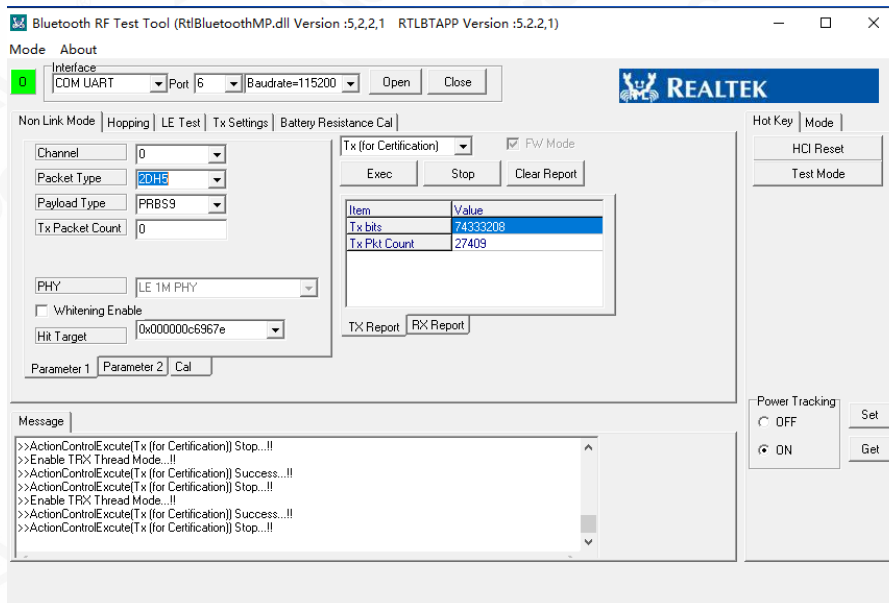 Bluetooth RF Test Tool (RtlBluetoothMP.dll Version :5,2,2,1 RTLBTAPP Version :5.2.2,1)
Mode About
0 Interface COM UART Port 6 Baudrate=115200 Open Close
REALTEK
Non Link Mode Hopping LE Test Tx Settings Battery Resistance Cal
Hot Key Mode
Channel 0
Tx (for Certification) FW Mode
HCI Reset
Packet Type 2DH5
Exec Stop Clear Report
Test Mode
Payload Type PRBS9
Item Value
Tx Packet Count 0
Tx bits 74333208
Tx Pkt Count 27409
PHY LE 1M PHY
Whitening Enable
Hit Target 0x000000c6967e
TX Report RX Report
Parameter 1 Parameter 2 Cal
Power Tracking
OFF Set
ON Get
Message
>>ActionControlExcute(Tx (for Certification)) Stop...!!
>>Enable TRX Thread Mode...!!
>>ActionControlExcute(Tx (for Certification)) Success...!!
>>ActionControlExcute(Tx (for Certification)) Stop...!!
>>Enable TRX Thread Mode...!!
>>ActionControlExcute(Tx (for Certification)) Success...!!
>>ActionControlExcute(Tx (for Certification)) Stop...!!